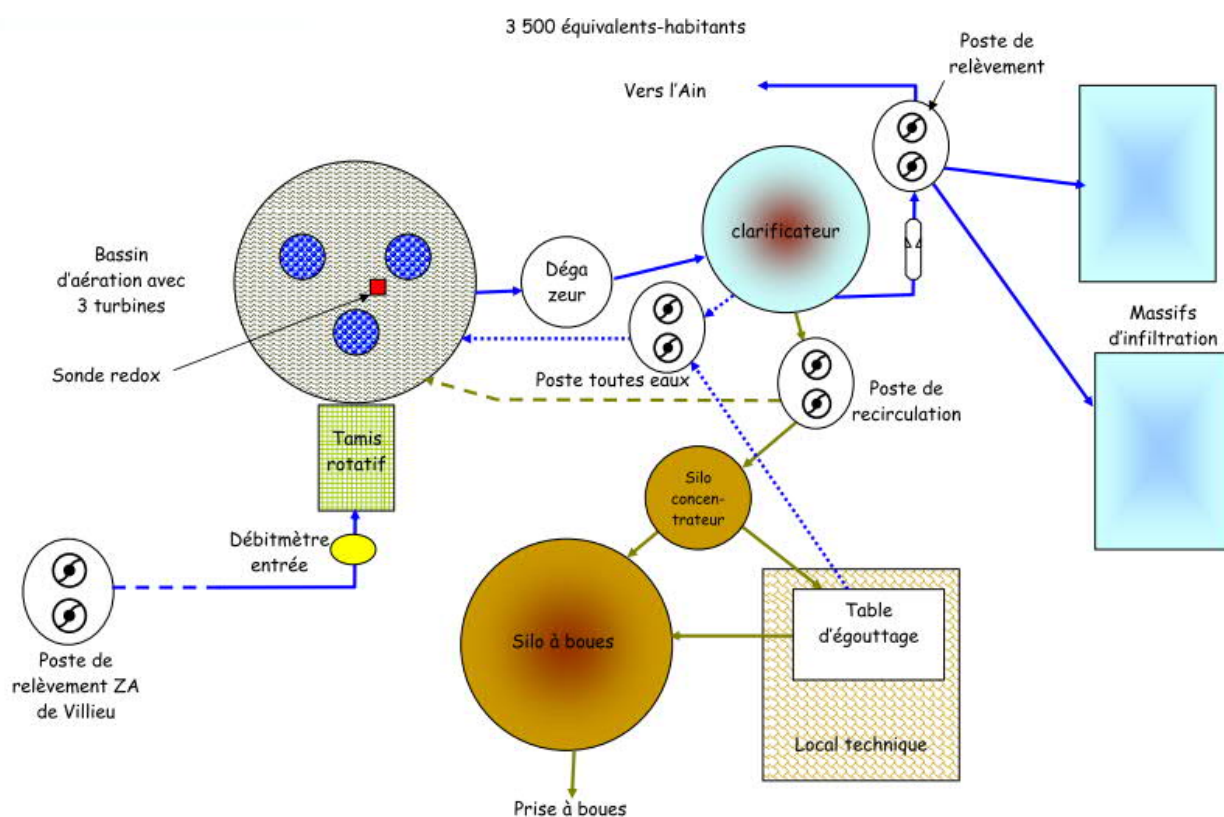 3 500 équivalents-habitants
Poste de
relèvement
Vers l'Ain
clarificateur
Bassin
d'aération avec
3 turbines
Déga
zeur
Massifs
d'infiltration
Sonde redox
Poste toutes eaux
Poste de
recirculation
Tamis
rotatif
Silo
concen-
trateur
Débitmètre
entrée
Table
d'égouttage
Silo à boues
Poste de
relèvement ZA
de Villieu
Local technique
Prise à boues